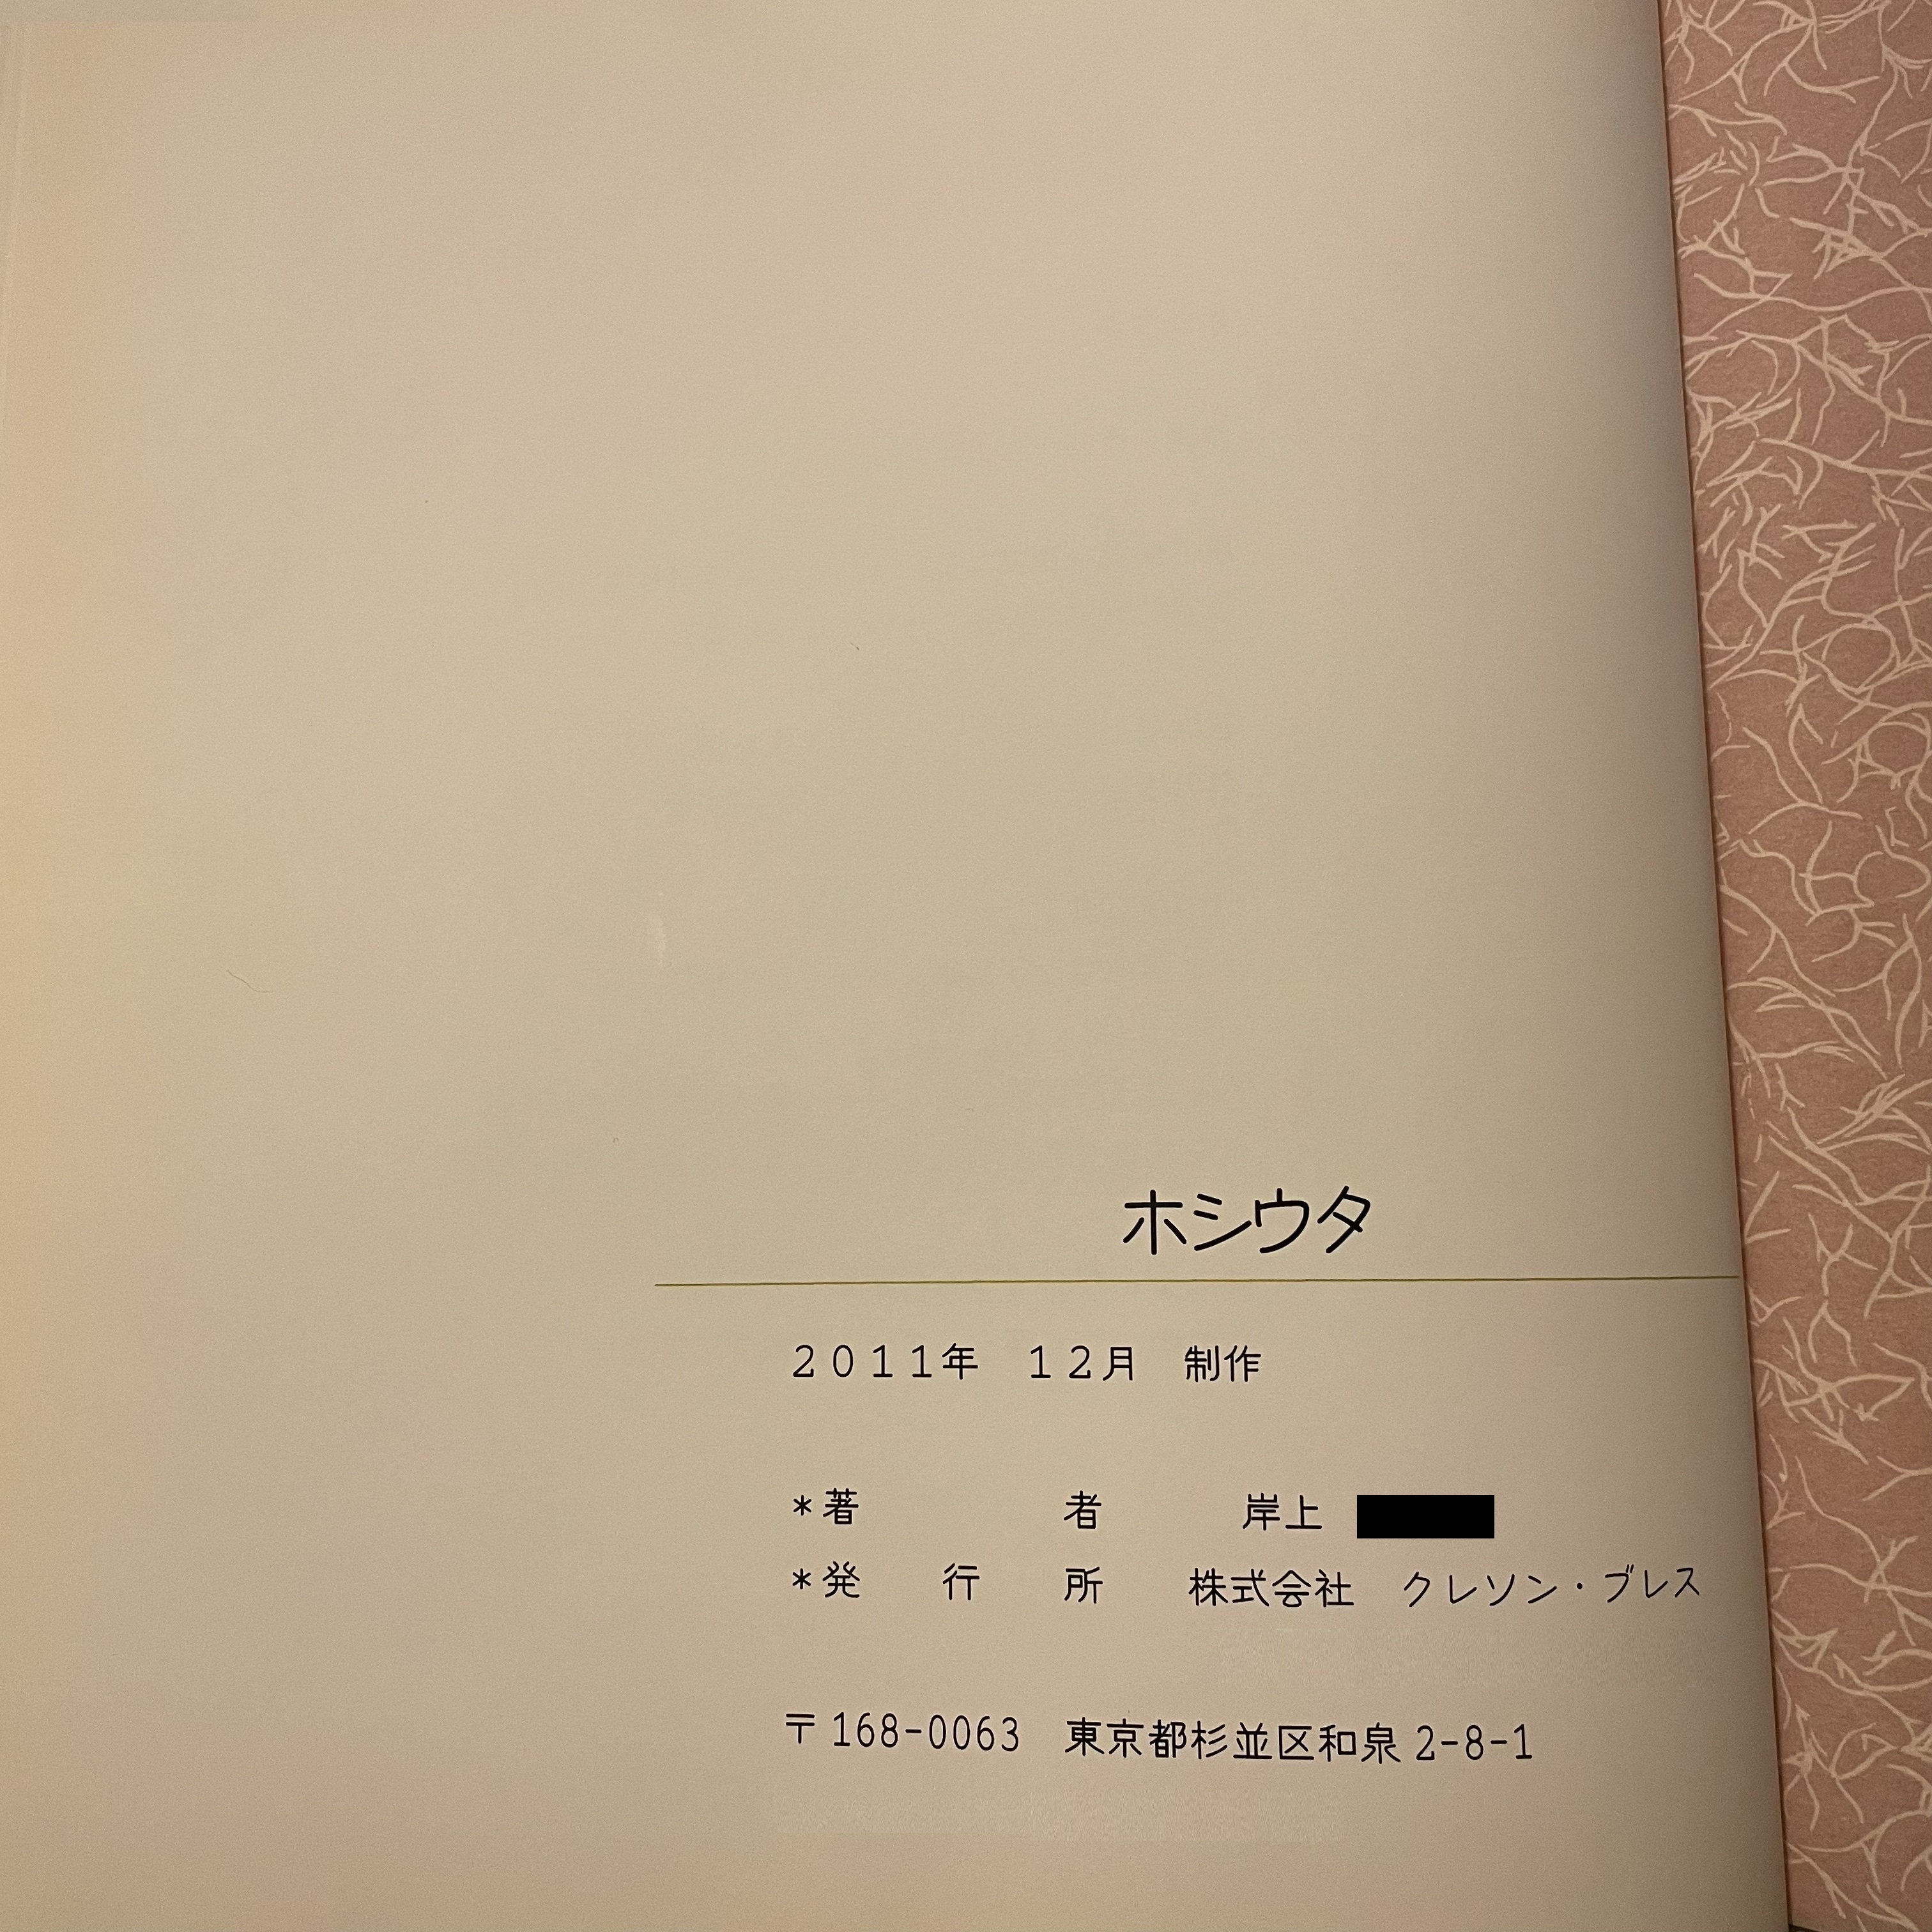 ホシウタ
２０１１年　１２月　制作
＊著　者　岸上
＊発　行　所　株式会社　クレソン・ブレス
〒168-0063　東京都杉並区和泉 2-8-1